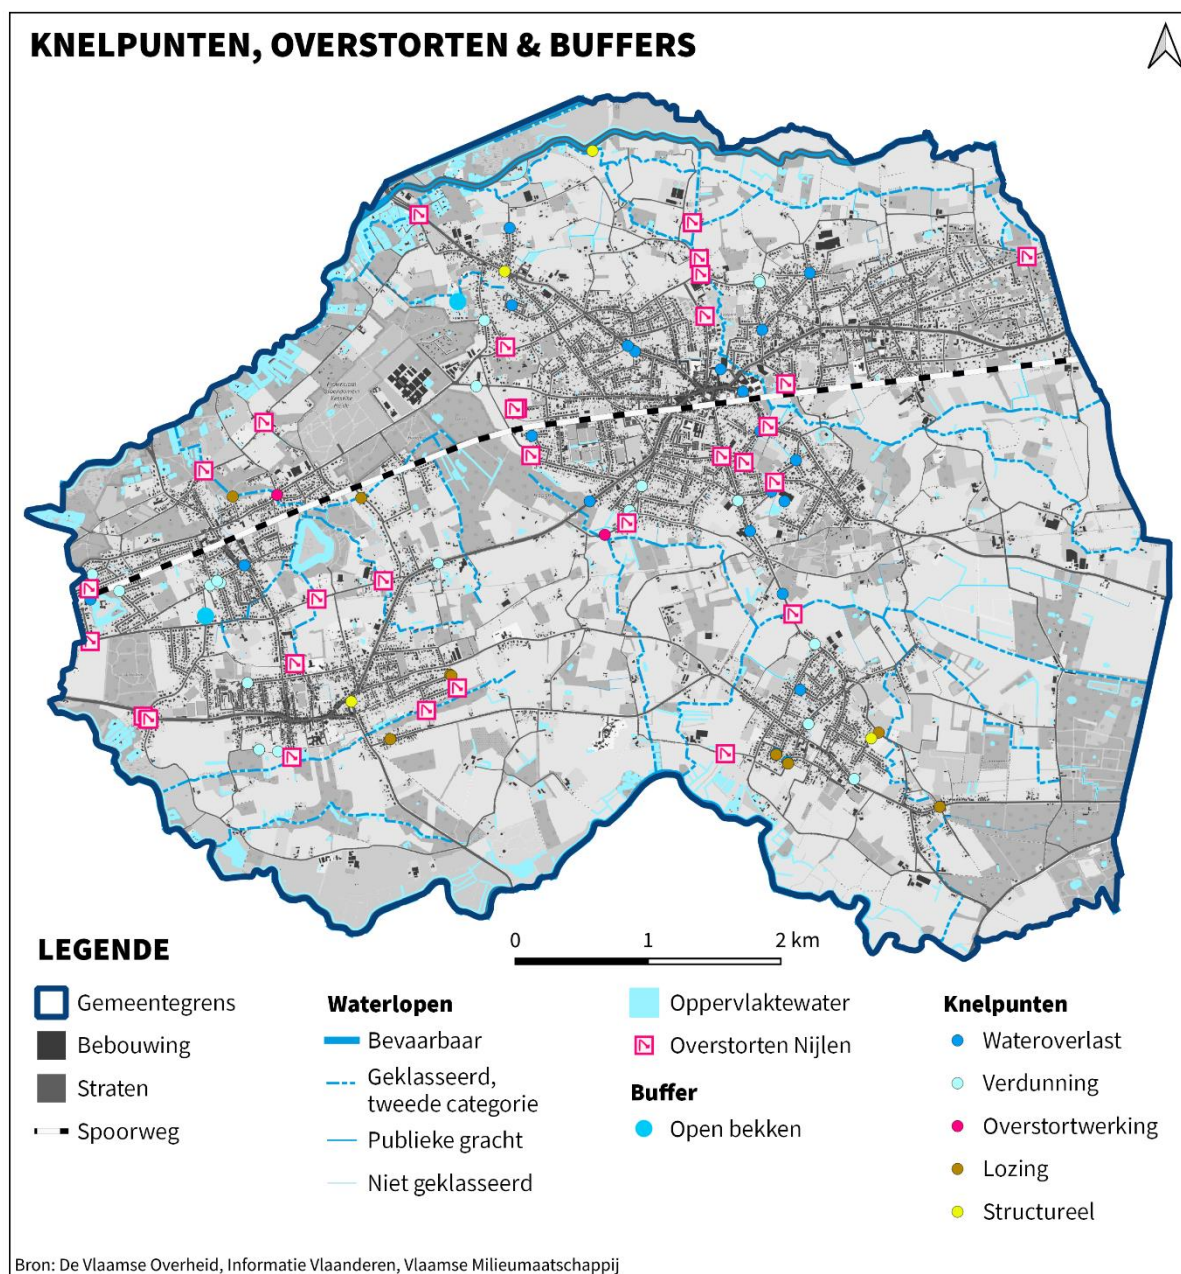 KNELPUNTEN, OVERSTORTEN & BUFFERS
LEGENDE
Gemeentegrens
Bebouwing
Straten
Spoorweg
Waterlopen
Bevaarbaar
Geklasseerd,
tweede categorie
Publieke gracht
Niet geklasseerd
0 1 2 km
Oppervlaktewater
Overstorten Nijlen
Buffer
Open bekken
Knelpunten
Wateroverlast
Verdunning
Overstortwerking
Lozing
Structureel
Bron: De Vlaamse Overheid, Informatie Vlaanderen, Vlaamse Milieumaatschappij